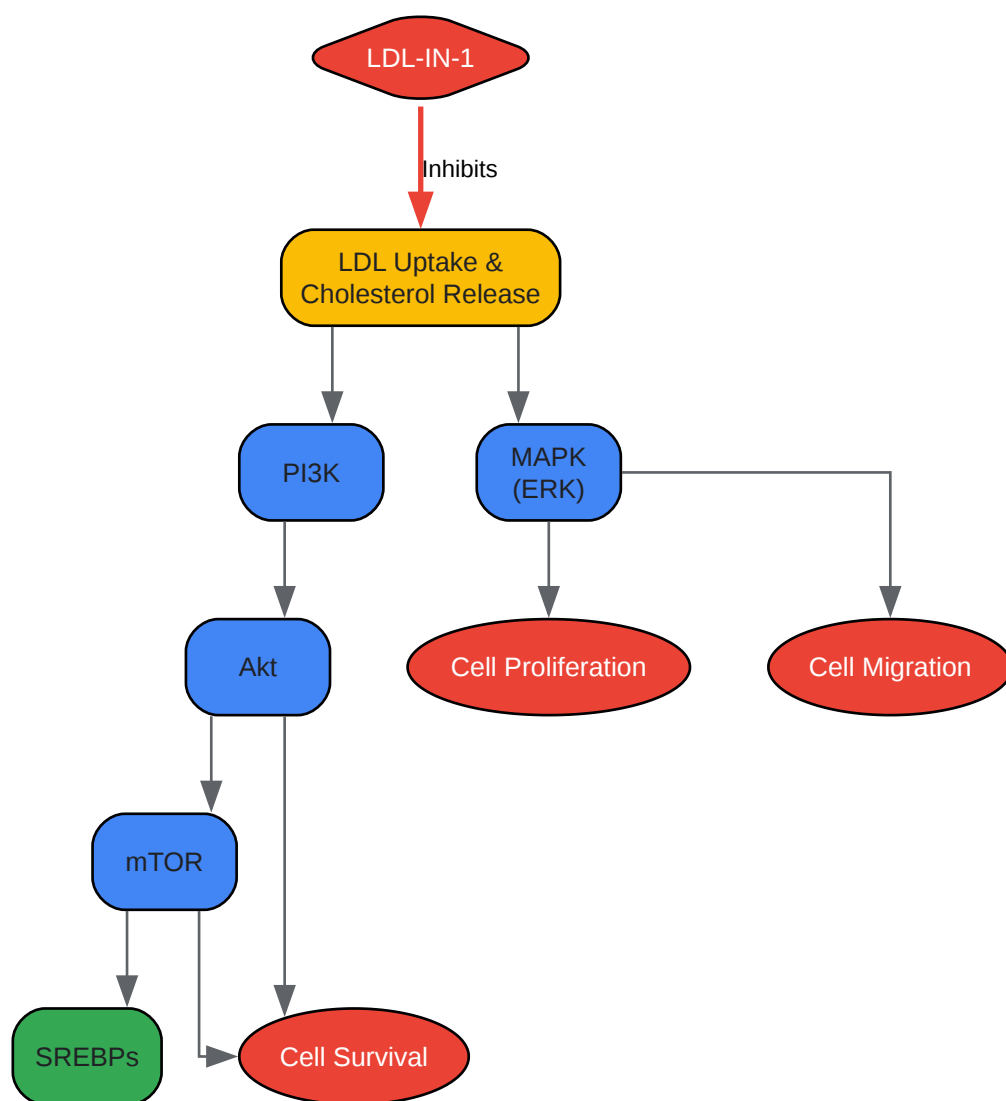 LDL-IN-1
Inhibits
LDL Uptake &
Cholesterol Release
PI3K
MAPK
(ERK)
Akt
Cell Proliferation
Cell Migration
mTOR
SREBPs
Cell Survival